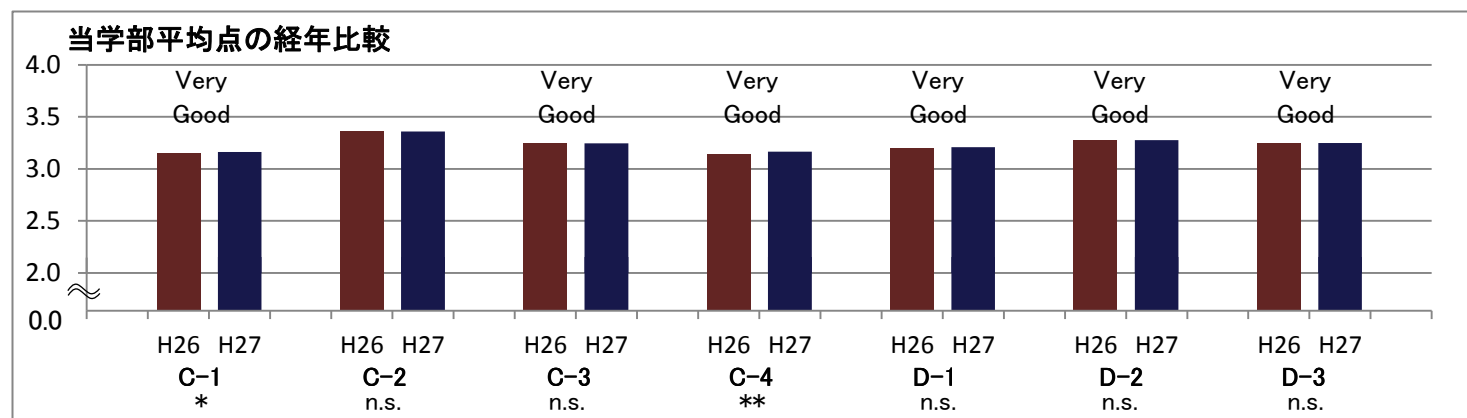 当学部平均点の経年比較
4.0
3.5
3.0
2.5
2.0
0.0
Very Good
Very Good
Very Good
Very Good
Very Good
Very Good
H26 H27 H26 H27 H26 H27 H26 H27 H26 H27 H26 H27 H26 H27
C-1 C-2 C-3 C-4 D-1 D-2 D-3
* n.s. n.s. ** n.s. n.s. n.s.